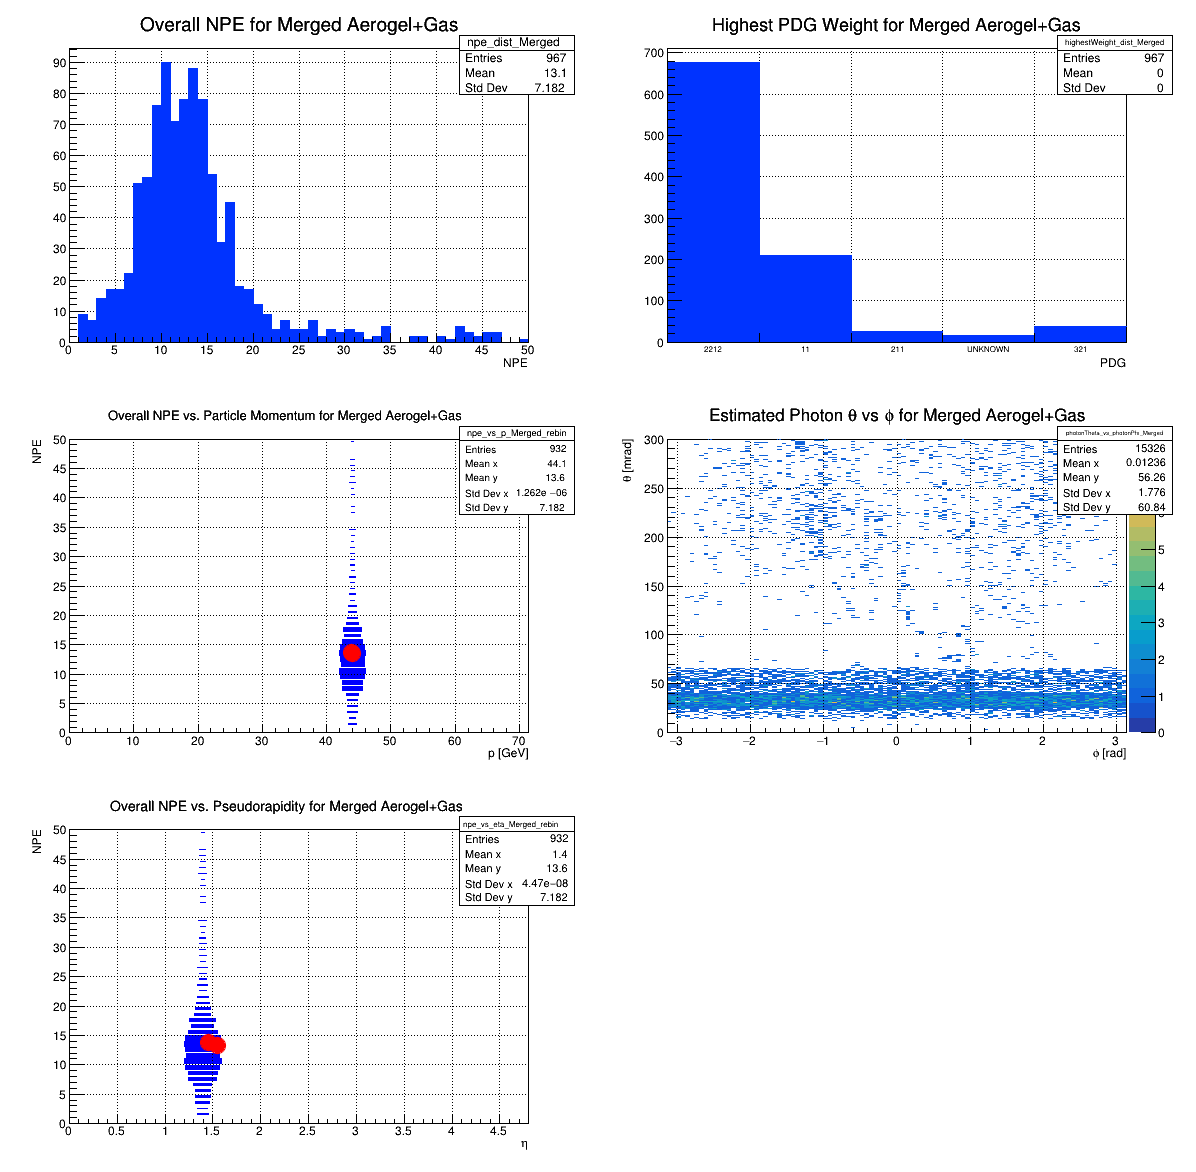 Overall NPE for Merged Aerogel+Gas
npe_dist_Merged
Entries 967
Mean 13.1
Std Dev 7.182
90
80
70
60
50
40
30
20
10
0
0 5 10 15 20 25 30 35 40 45 50
NPE
Highest PDG Weight for Merged Aerogel+Gas
highestWeight_dist_Merged
Entries 967
Mean 0
Std Dev 0
700
600
500
400
300
200
100
0
2212 11 211 UNKNOWN 321
PDG
Overall NPE vs. Particle Momentum for Merged Aerogel+Gas
npe_vs_p_Merged_rebin
Entries 932
Mean x 44.1
Mean y 13.6
Std Dev x 1.262e −06
Std Dev y 7.182
NPE
50
45
40
35
30
25
20
15
10
5
0
0 10 20 30 40 50 60 70
p [GeV]
Estimated Photon θ vs ϕ for Merged Aerogel+Gas
photonTheta_vs_photonPhi_Merged
Entries 15326
Mean x 0.01236
Mean y 56.26
Std Dev x 1.776
Std Dev y 60.84
θ [mrad]
300
250
200
150
100
50
0
−3 −2 −1 0 1 2 3
ϕ [rad]
5
4
3
2
1
0
Overall NPE vs. Pseudorapidity for Merged Aerogel+Gas
npe_vs_eta_Merged_rebin
Entries 932
Mean x 1.4
Mean y 13.6
Std Dev x 4.47e−08
Std Dev y 7.182
NPE
50
45
40
35
30
25
20
15
10
5
0
0 0.5 1 1.5 2 2.5 3 3.5 4 4.5
η